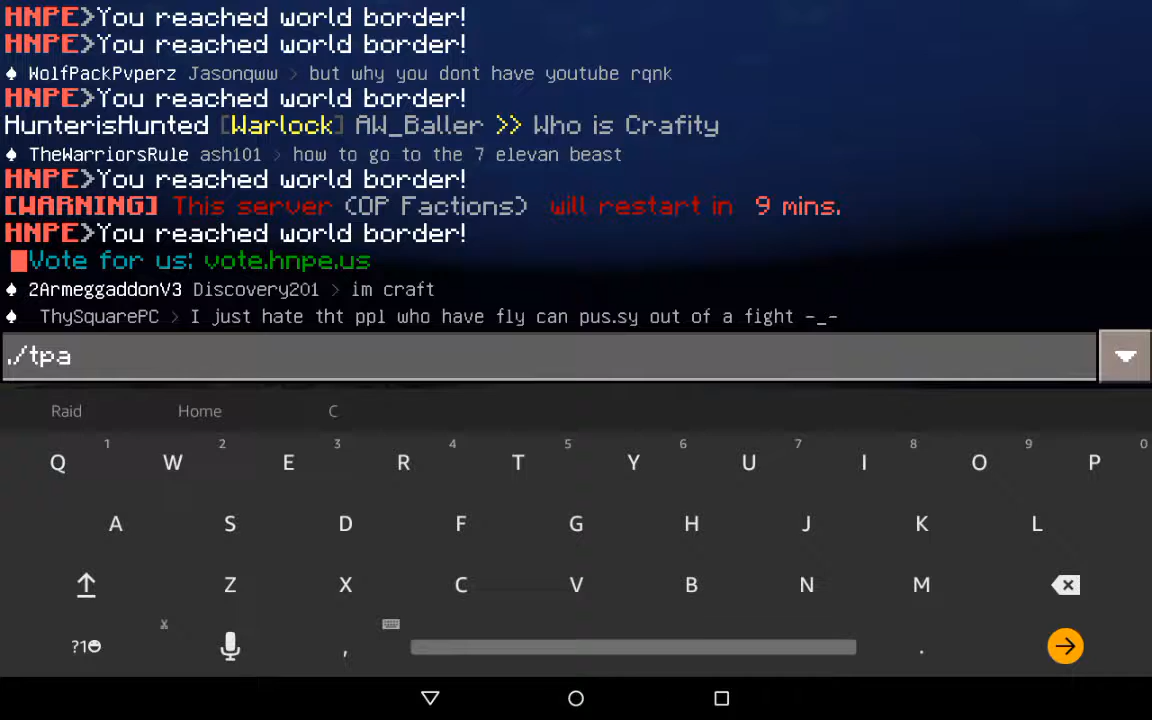 HNPE>You reached world border!
HNPE>You reached world border!
♠ WolfPackPvperz Jasonqww > but why you dont have youtube rqnk
HNPE>You reached world border!
HunterisHunted [Warlock] AW_Baller >> Who is Crafity
♠ TheWarriorsRule ash101 > how to go to the 7 elevan beast
HNPE>You reached world border!
[WARNING] This server (OP Factions) will restart in 9 mins.
HNPE>You reached world border!
Vote for us: vote.hnpe.us
♠ 2ArmeggaddonV3 Discovery201 > im craft
♠ ThySquarePC > I just hate tht ppl who have fly can pus.sy out of a fight -_-
./tpa
Raid Home C
1 2 3 4 5 6 7 8 9 0
Q W E R T Y U I O P
A S D F G H J K L
Z X C V B N M
?1☻ , .